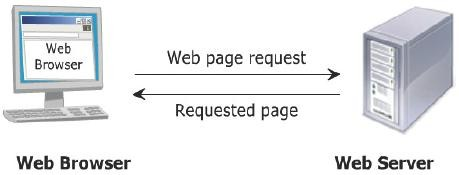 Web
Browser
Web page request
Requested page
Web Browser
Web Server